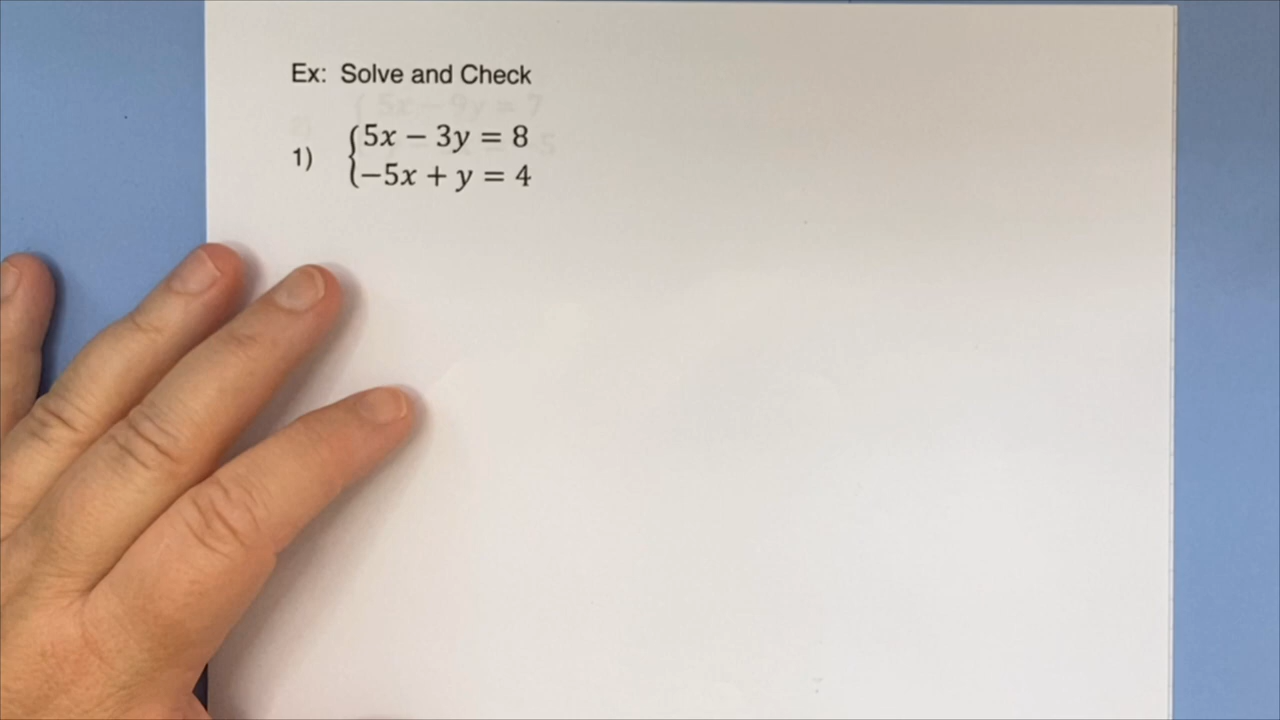 Ex: Solve and Check
1) {5x − 3y = 8
{−5x + y = 4